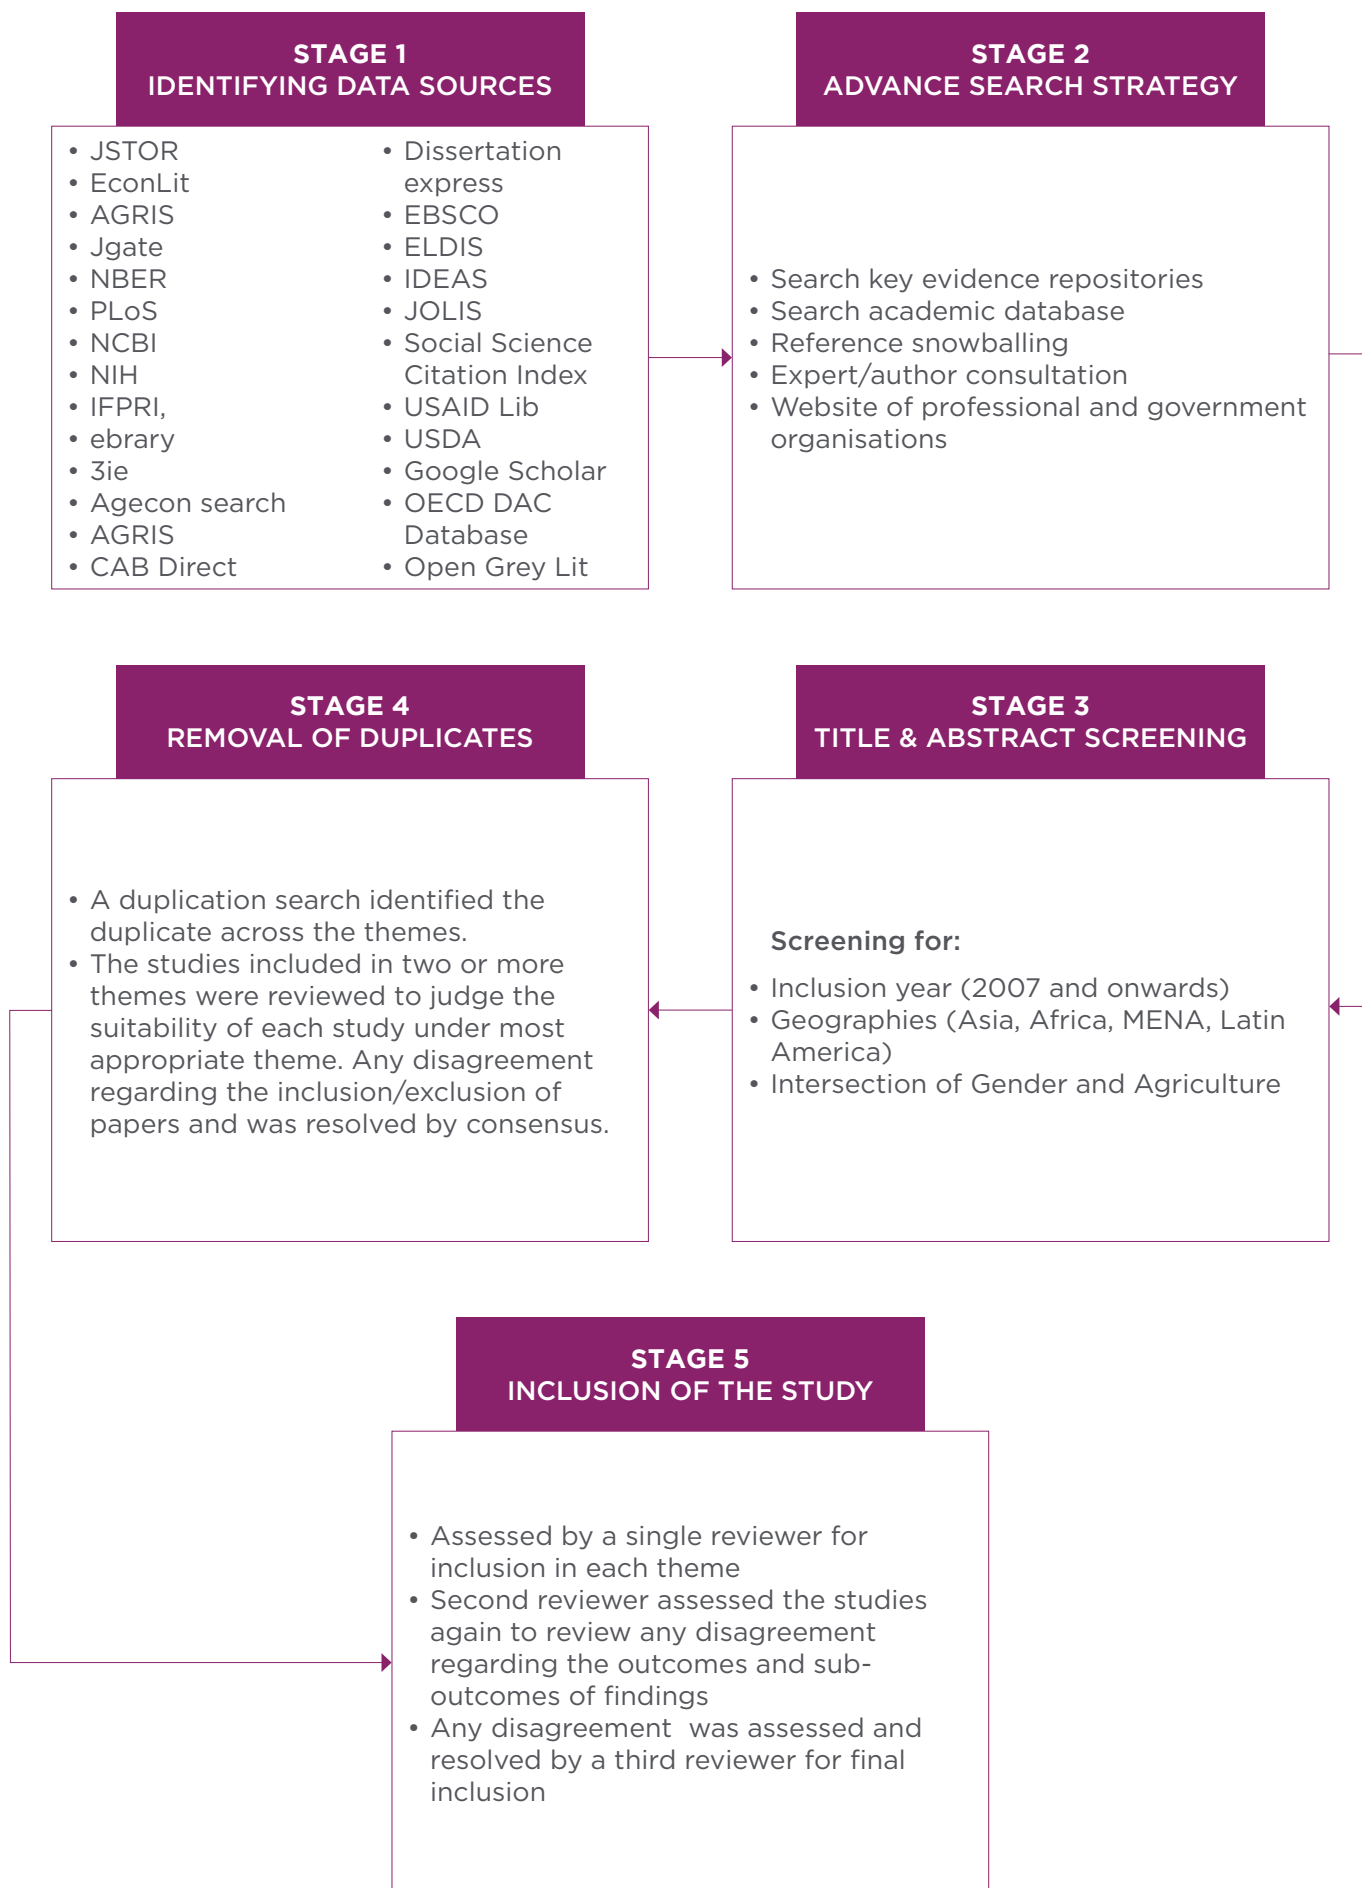 STAGE 1
IDENTIFYING DATA SOURCES
• JSTOR
• EconLit
• AGRIS
• Jgate
• NBER
• PLoS
• NCBI
• NIH
• IFPRI,
• ebrary
• 3ie
• Agecon search
• AGRIS
• CAB Direct
• Dissertation
express
• EBSCO
• ELDIS
• IDEAS
• JOLIS
• Social Science
Citation Index
• USAID Lib
• USDA
• Google Scholar
• OECD DAC
Database
• Open Grey Lit
STAGE 2
ADVANCE SEARCH STRATEGY
• Search key evidence repositories
• Search academic database
• Reference snowballing
• Expert/author consultation
• Website of professional and government
organisations
STAGE 3
TITLE & ABSTRACT SCREENING
Screening for:
• Inclusion year (2007 and onwards)
• Geographies (Asia, Africa, MENA, Latin
America)
• Intersection of Gender and Agriculture
STAGE 4
REMOVAL OF DUPLICATES
• A duplication search identified the
duplicate across the themes.
• The studies included in two or more
themes were reviewed to judge the
suitability of each study under most
appropriate theme. Any disagreement
regarding the inclusion/exclusion of
papers and was resolved by consensus.
STAGE 5
INCLUSION OF THE STUDY
• Assessed by a single reviewer for
inclusion in each theme
• Second reviewer assessed the studies
again to review any disagreement
regarding the outcomes and sub-
outcomes of findings
• Any disagreement  was assessed and
resolved by a third reviewer for final
inclusion